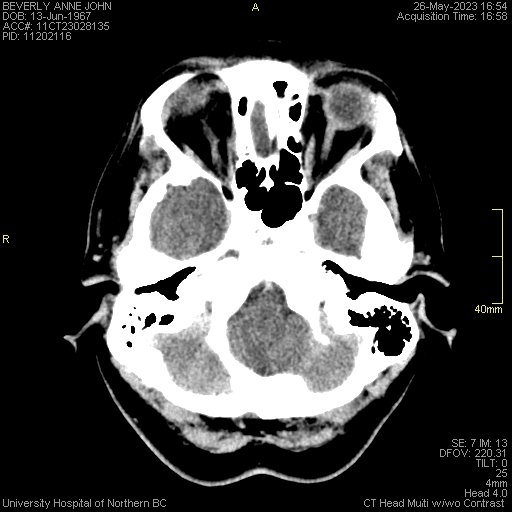 BEVERLY ANNE JOHN
DOB: 13-Jun-1967
ACC#: 11CT23028135
PID: 11202116
A
26-May-2023 16:54
Acquisition Time: 16:58
R
40mm
SE: 7 IM: 13
DFOV: 220.31
TILT: 0
25
4mm
Head 4.0
University Hospital of Northern BC
CT Head Multi w/wo Contrast